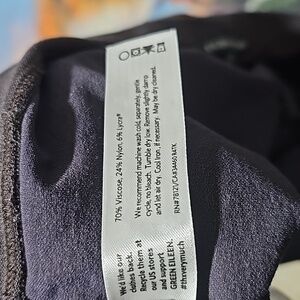 70% Viscose, 24% Nylon, 6% Lycra®
We recommend machine wash cold, separately, gentle
cycle, no bleach. Tumble dry low. Remove slightly damp
and let air dry. Cool Iron, if necessary. May be dry cleaned.
We'd like our
clothes back.
Recycle them at
our US stores
and support
GREEN EILEEN.
#thxverymuch